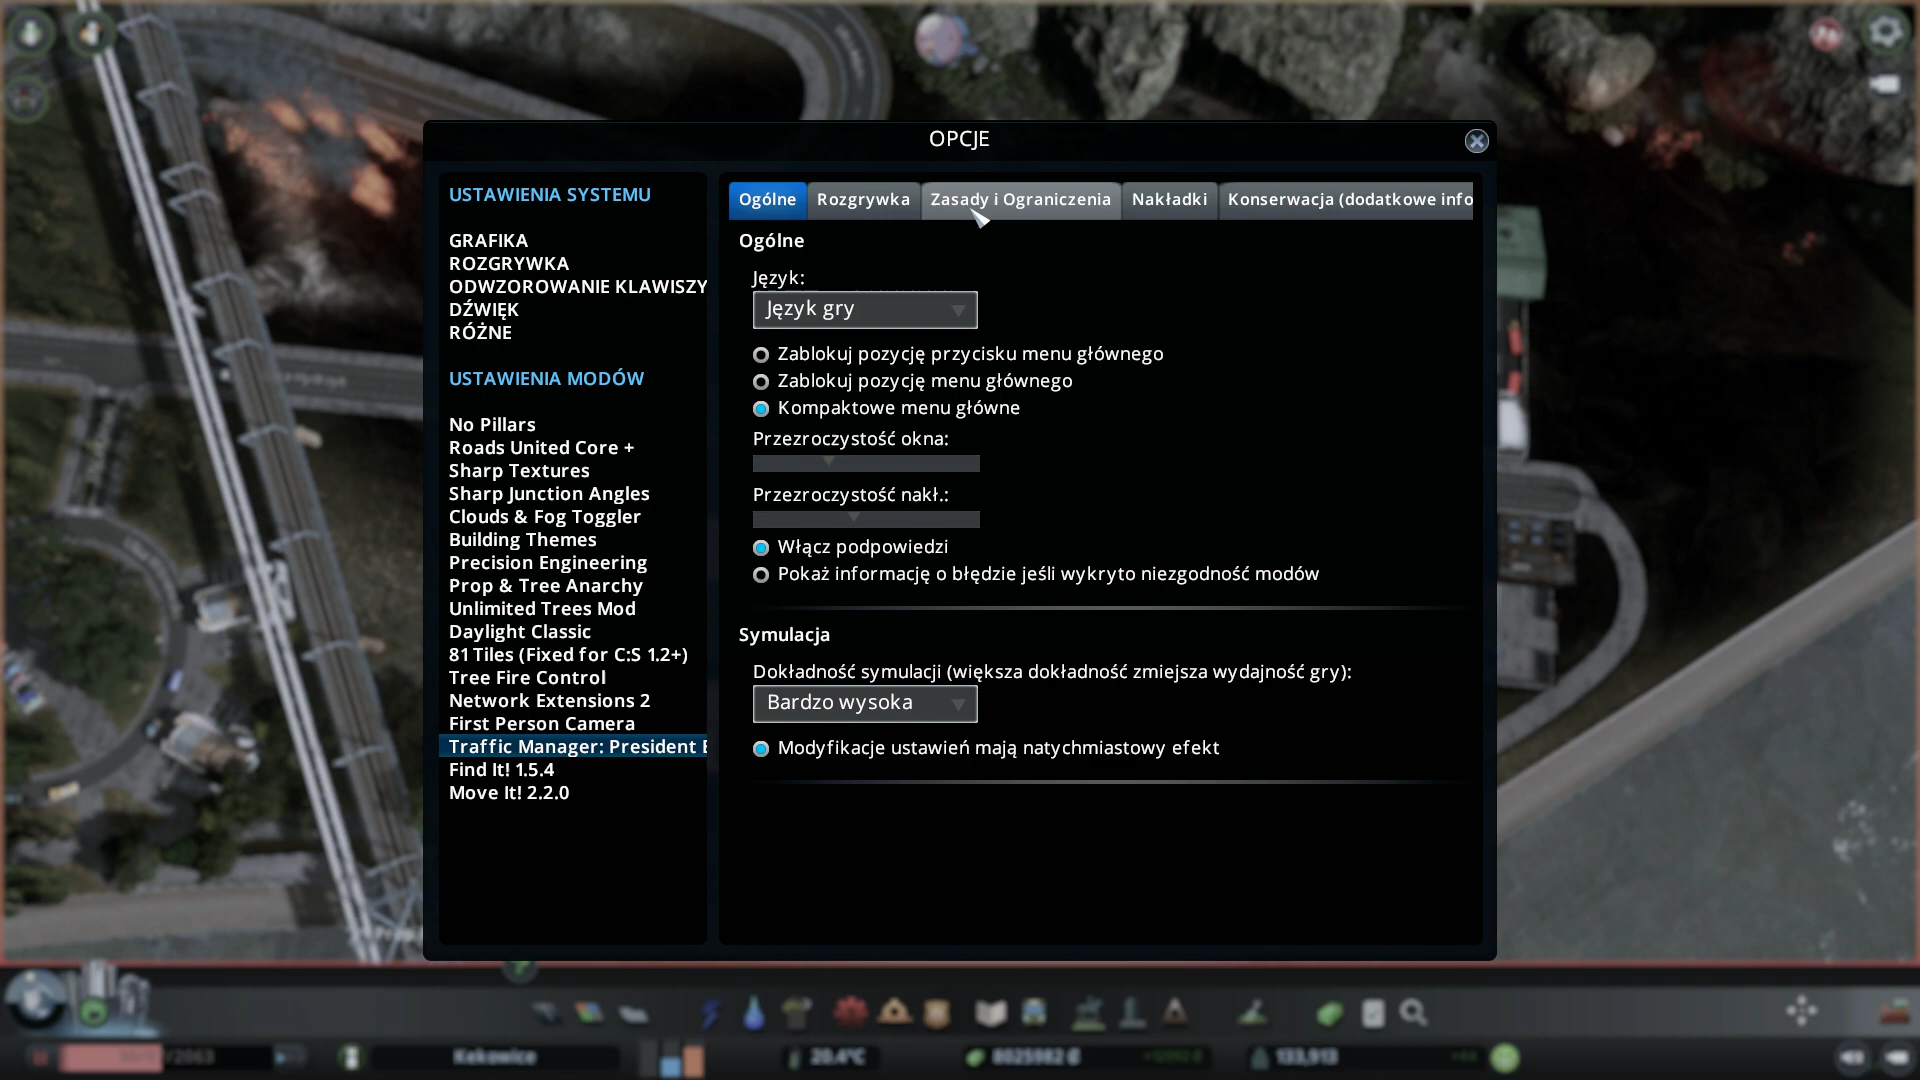 OPCJE
USTAWIENIA SYSTEMU
GRAFIKA
ROZGRYWKA
ODWZOROWANIE KLAWISZY
DŹWIĘK
RÓŻNE
USTAWIENIA MODÓW
No Pillars
Roads United Core +
Sharp Textures
Sharp Junction Angles
Clouds & Fog Toggler
Building Themes
Precision Engineering
Prop & Tree Anarchy
Unlimited Trees Mod
Daylight Classic
81 Tiles (Fixed for C:S 1.2+)
Tree Fire Control
Network Extensions 2
First Person Camera
Traffic Manager: President E
Find It! 1.5.4
Move It! 2.2.0
Ogólne Rozgrywka Zasady i Ograniczenia Nakładki Konserwacja (dodatkowe info
Ogólne
Język:
Język gry
Zablokuj pozycję przycisku menu głównego
Zablokuj pozycję menu głównego
Kompaktowe menu główne
Przezroczystość okna:
Przezroczystość nakł.:
Włącz podpowiedzi
Pokaż informację o błędzie jeśli wykryto niezgodność modów
Symulacja
Dokładność symulacji (większa dokładność zmiejsza wydajność gry):
Bardzo wysoka
Modyfikacje ustawień mają natychmiastowy efekt
Kekowice 20.4°C 8025982 133,913